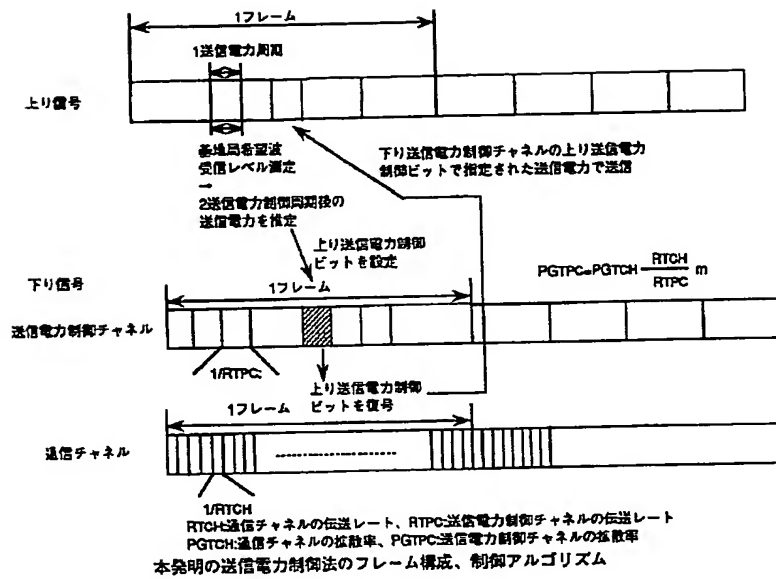 1フレーム
1送信電力周期
上り信号
基地局希望波
受信レベル測定
→
2送信電力制御周期後の
送信電力を推定
下り送信電力制御チャネルの上り送信電力
制御ビットで指定された送信電力で送信
上り送信電力制御
ビットを設定
PGTPC=PGTCH RTCH/RTPC m
下り信号
1フレーム
送信電力制御チャネル
1/RTPC:
上り送信電力制御
ビットを復号
1フレーム
通信チャネル
1/RTCH
RTCH:通信チャネルの伝送レート、RTPC:送信電力制御チャネルの伝送レート
PGTCH:通信チャネルの拡散率、PGTPC:送信電力制御チャネルの拡散率
本発明の送信電力制御法のフレーム構成、制御アルゴリズム